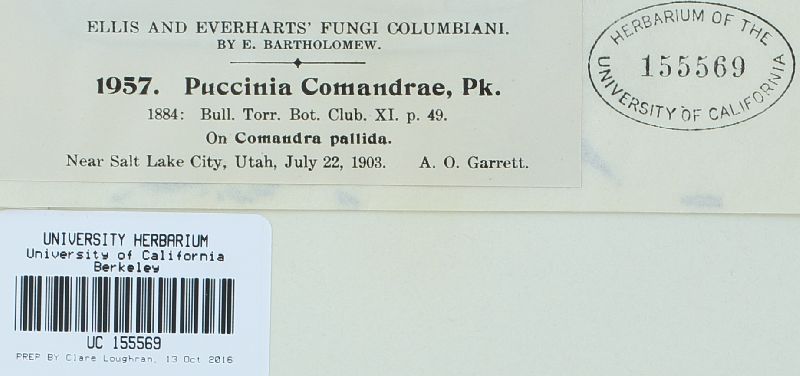 ELLIS AND EVERHARTS' FUNGI COLUMBIANI.
BY E. BARTHOLOMEW.
1957. Puccinia Comandrae, Pk.
1884: Bull. Torr. Bot. Club. XI. p. 49.
On Comandra pallida.
Near Salt Lake City, Utah, July 22, 1903. A. O. Garrett.
HERBARIUM OF THE
155569
UNIVERSITY OF CALIFORNIA
UNIVERSITY HERBARIUM
University of California
Berkeley
UC 155569
PREP BY Clare Loughran, 13 Oct 2016